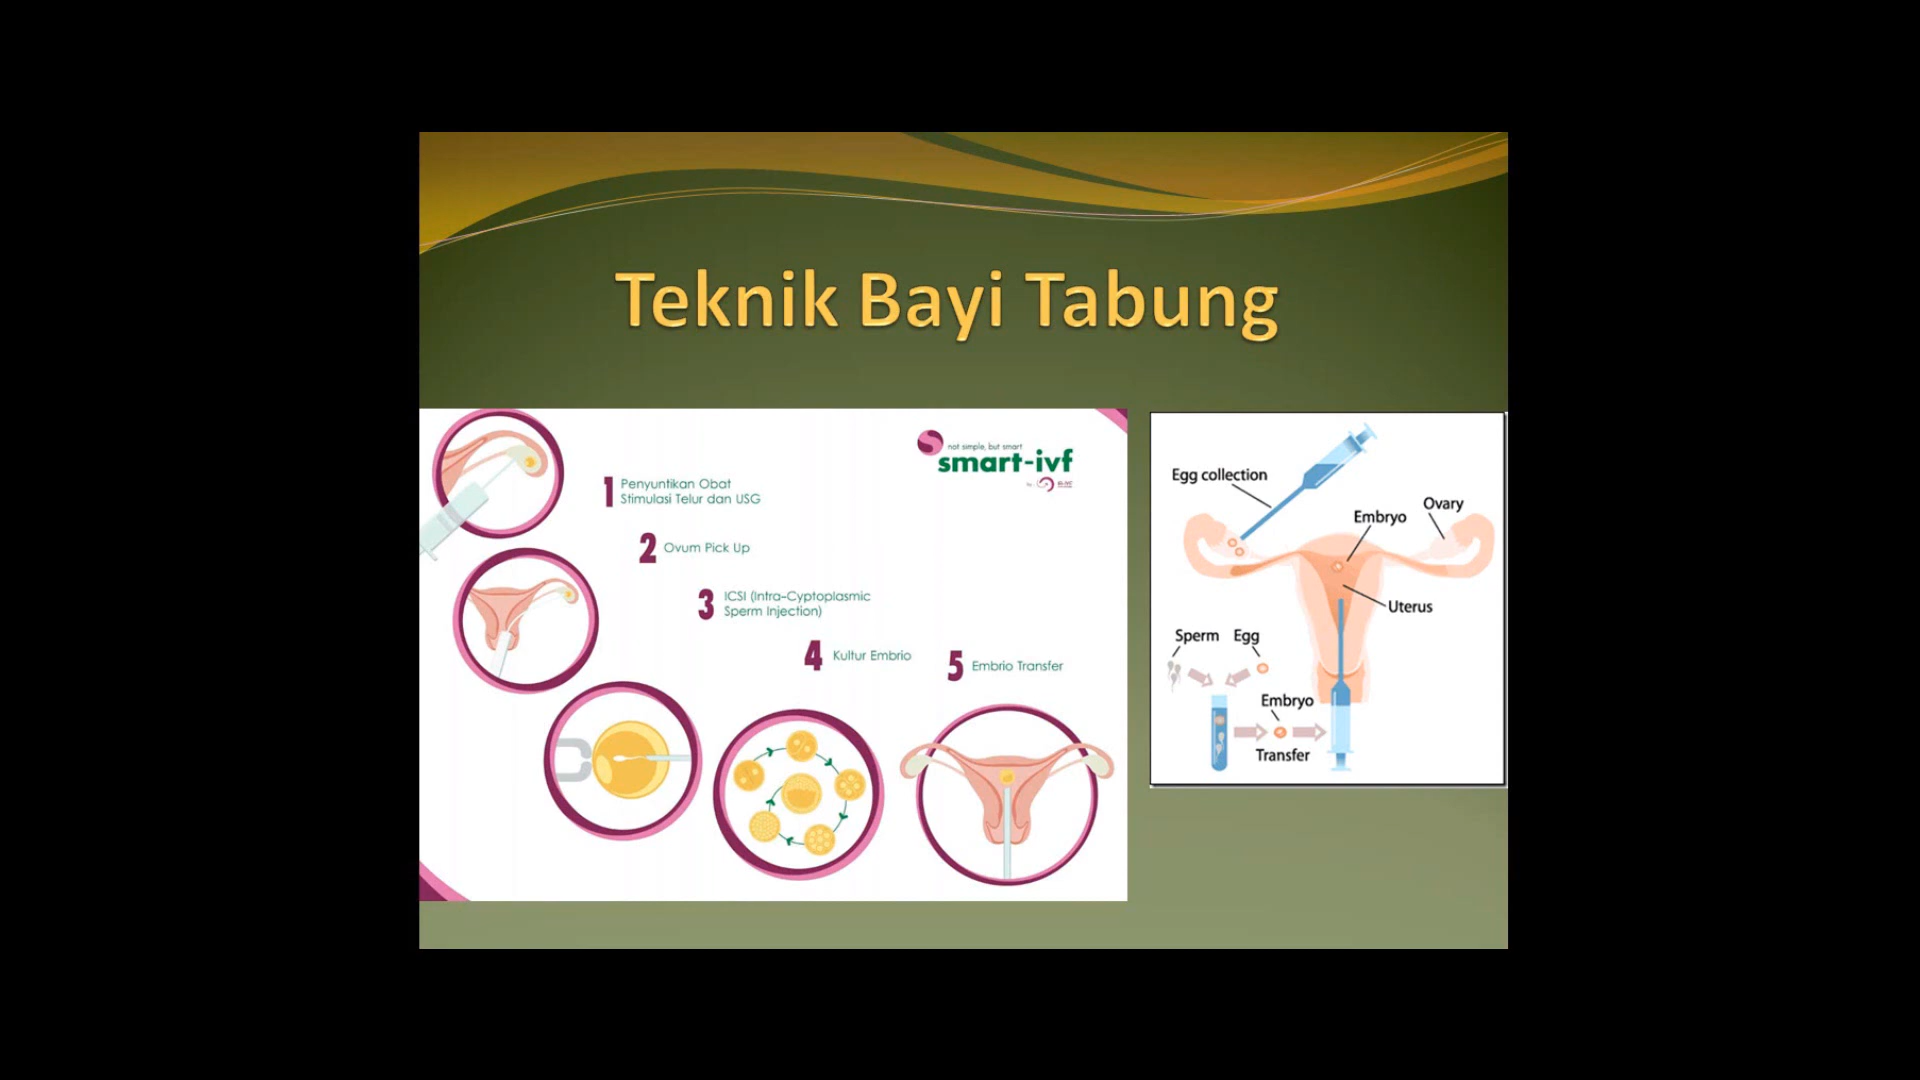 Teknik Bayi Tabung
not simple, but smart
smart-ivf
1 Penyuntikan Obat
Stimulasi Telur dan USG
2 Ovum Pick Up
3 ICSI (Intra-Cyptoplasmic
Sperm Injection)
4 Kultur Embrio
5 Embrio Transfer
Egg collection
Ovary
Embryo
Uterus
Sperm Egg
Embryo
Transfer